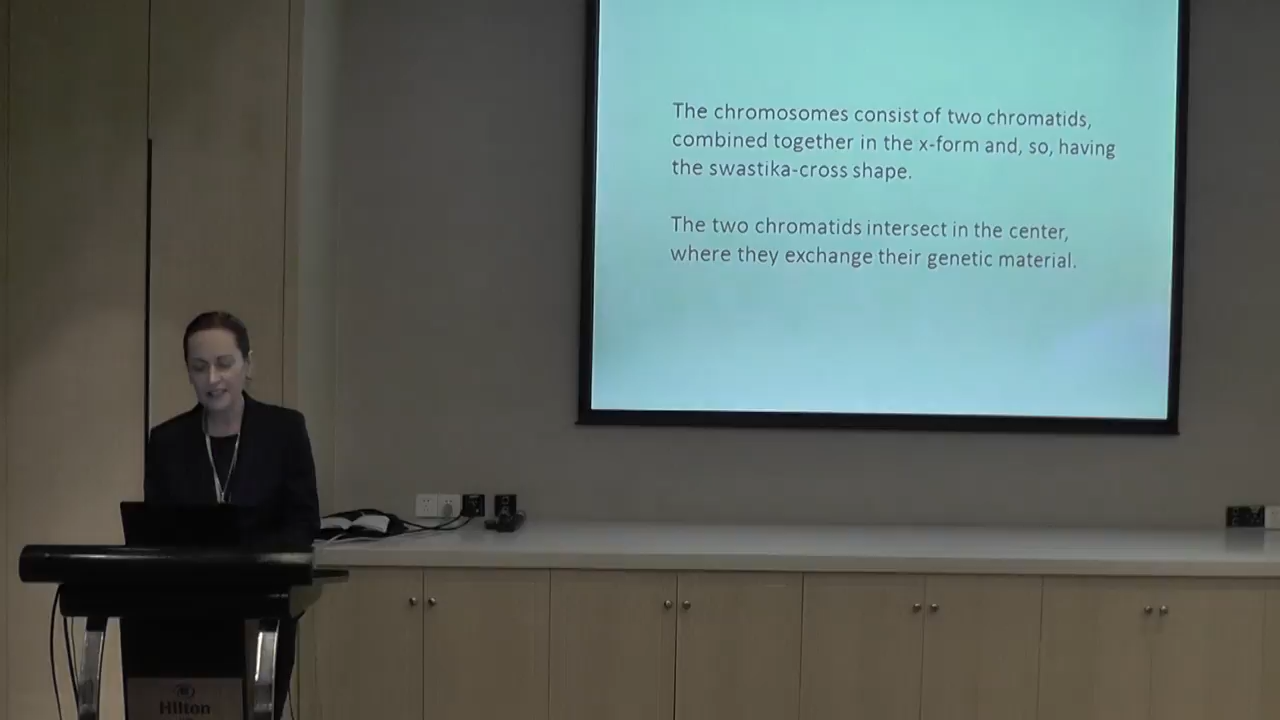 The chromosomes consist of two chromatids,
combined together in the x-form and, so, having
the swastika-cross shape.
The two chromatids intersect in the center,
where they exchange their genetic material.
Hilton